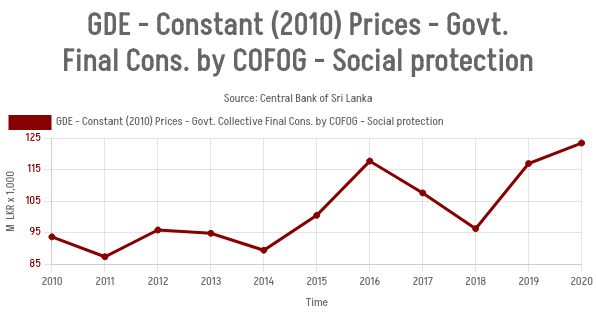 GDE - Constant (2010) Prices - Govt.
Final Cons. by COFOG - Social protection
Source: Central Bank of Sri Lanka
GDE - Constant (2010) Prices - Govt. Collective Final Cons. by COFOG - Social protection
M LKR x 1,000
125
115
105
95
85
2010 2011 2012 2013 2014 2015 2016 2017 2018 2019 2020
Time